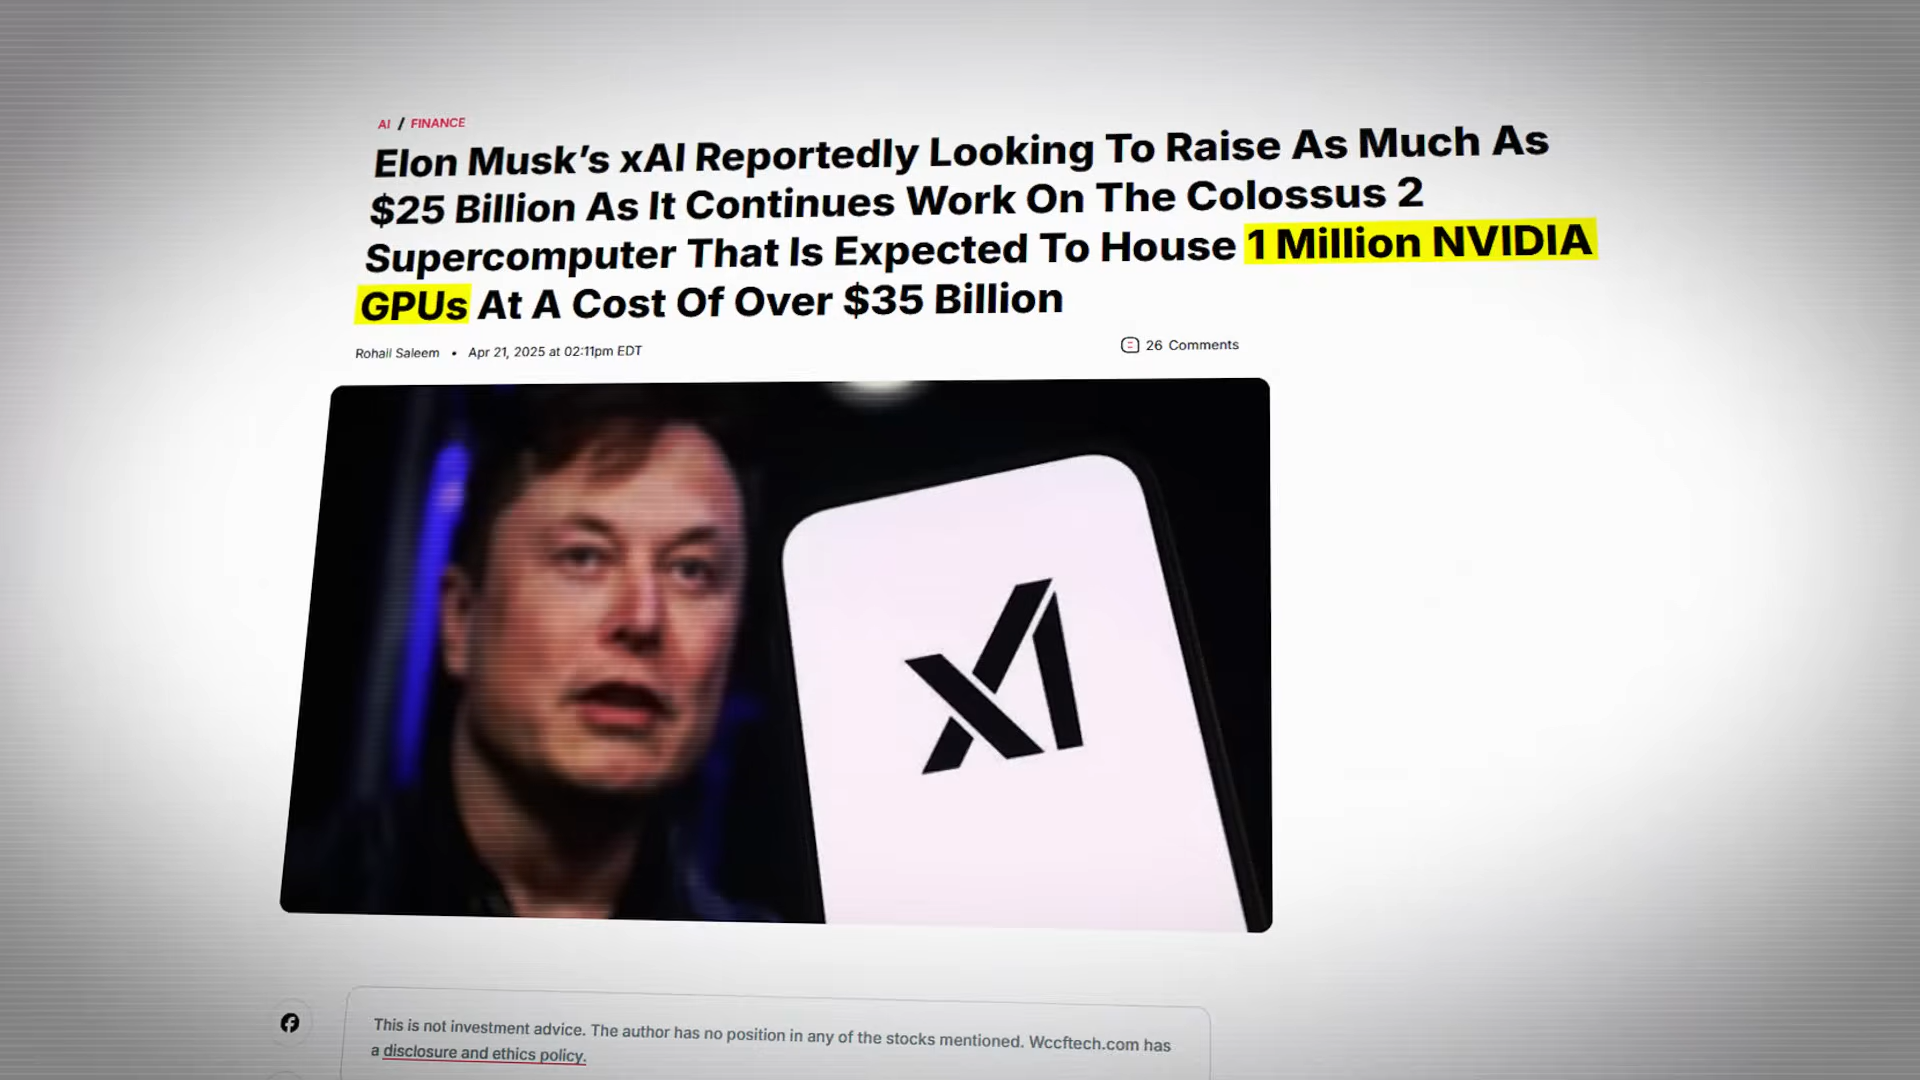 AI / FINANCE
Elon Musk’s xAI Reportedly Looking To Raise As Much As
$25 Billion As It Continues Work On The Colossus 2
Supercomputer That Is Expected To House 1 Million NVIDIA
GPUs At A Cost Of Over $35 Billion
Rohail Saleem • Apr 21, 2025 at 02:11pm EDT
26 Comments
xAI
This is not investment advice. The author has no position in any of the stocks mentioned. Wccftech.com has
a disclosure and ethics policy.